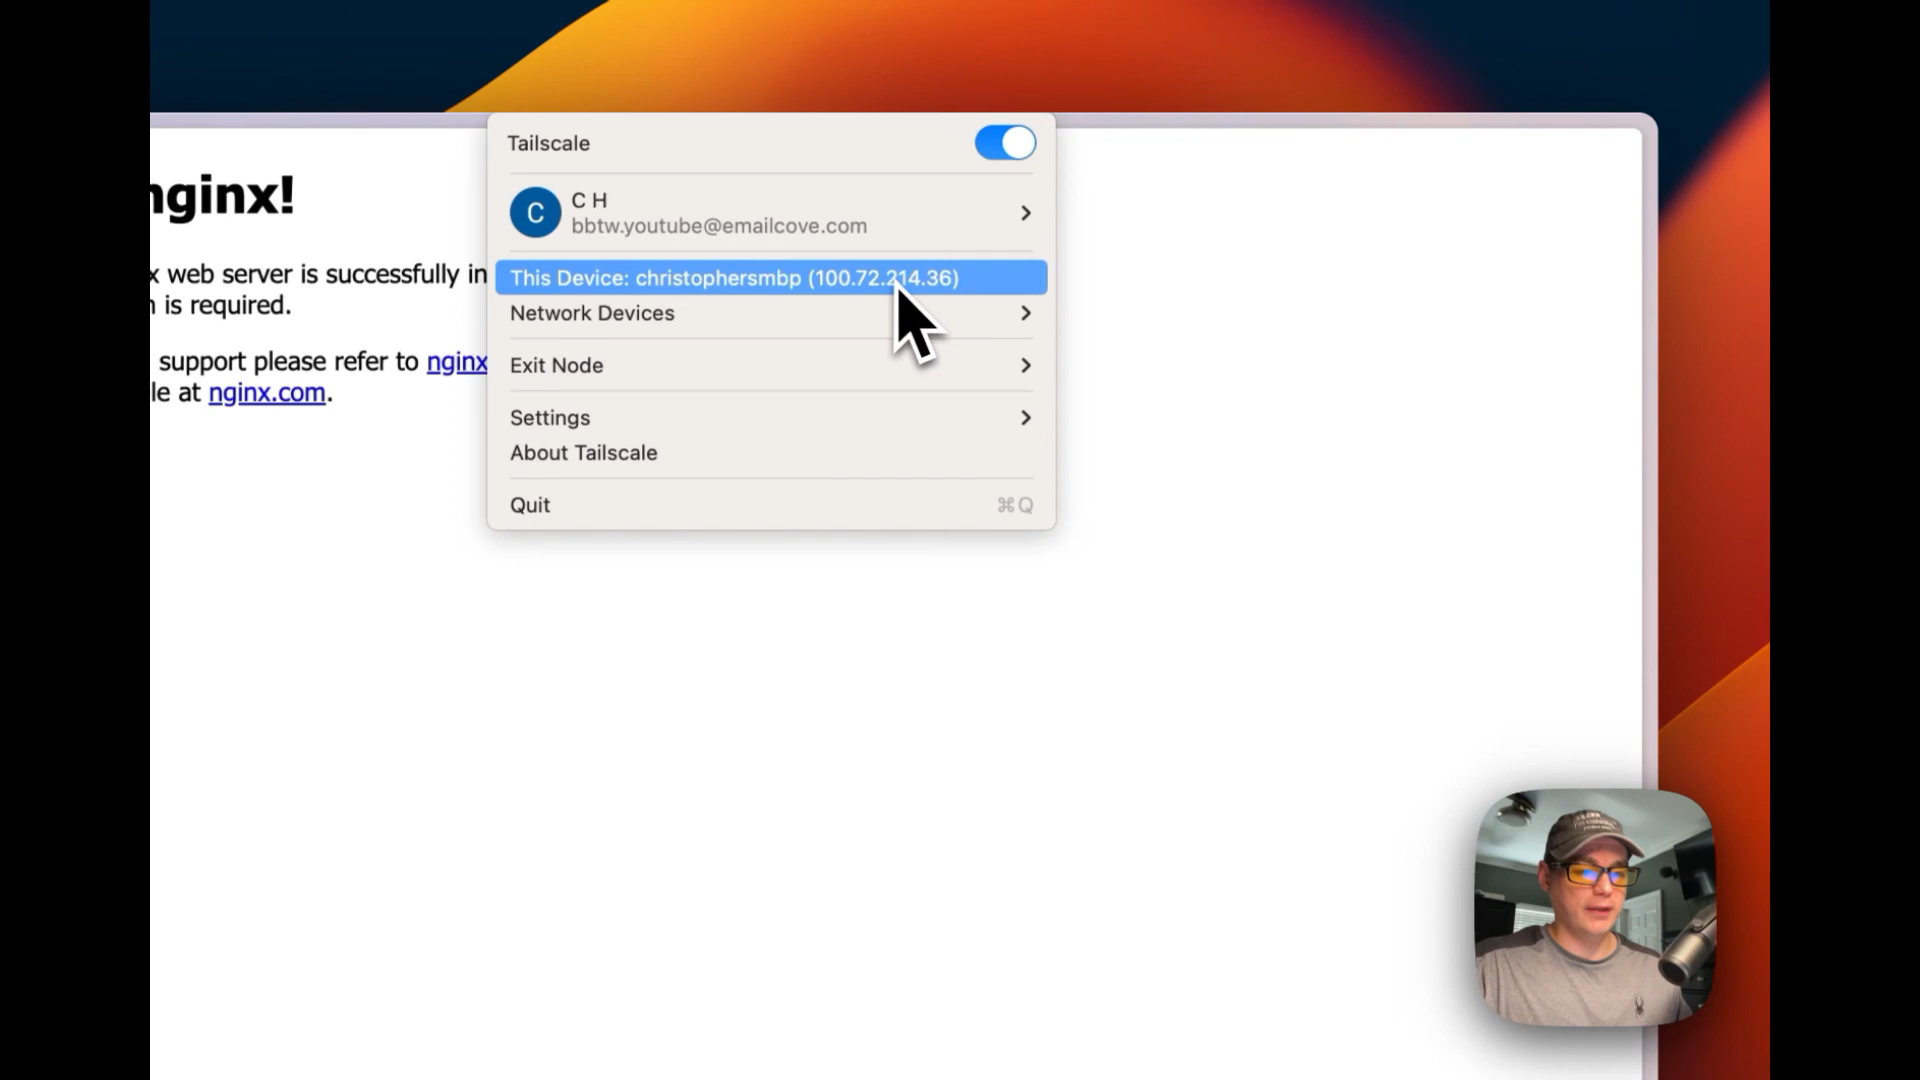 nginx!
x web server is successfully in
n is required.
support please refer to nginx
le at nginx.com.
Tailscale
C
C H
bbtw.youtube@emailcove.com
This Device: christophersmbp (100.72.214.36)
Network Devices
Exit Node
Settings
About Tailscale
Quit ⌘Q